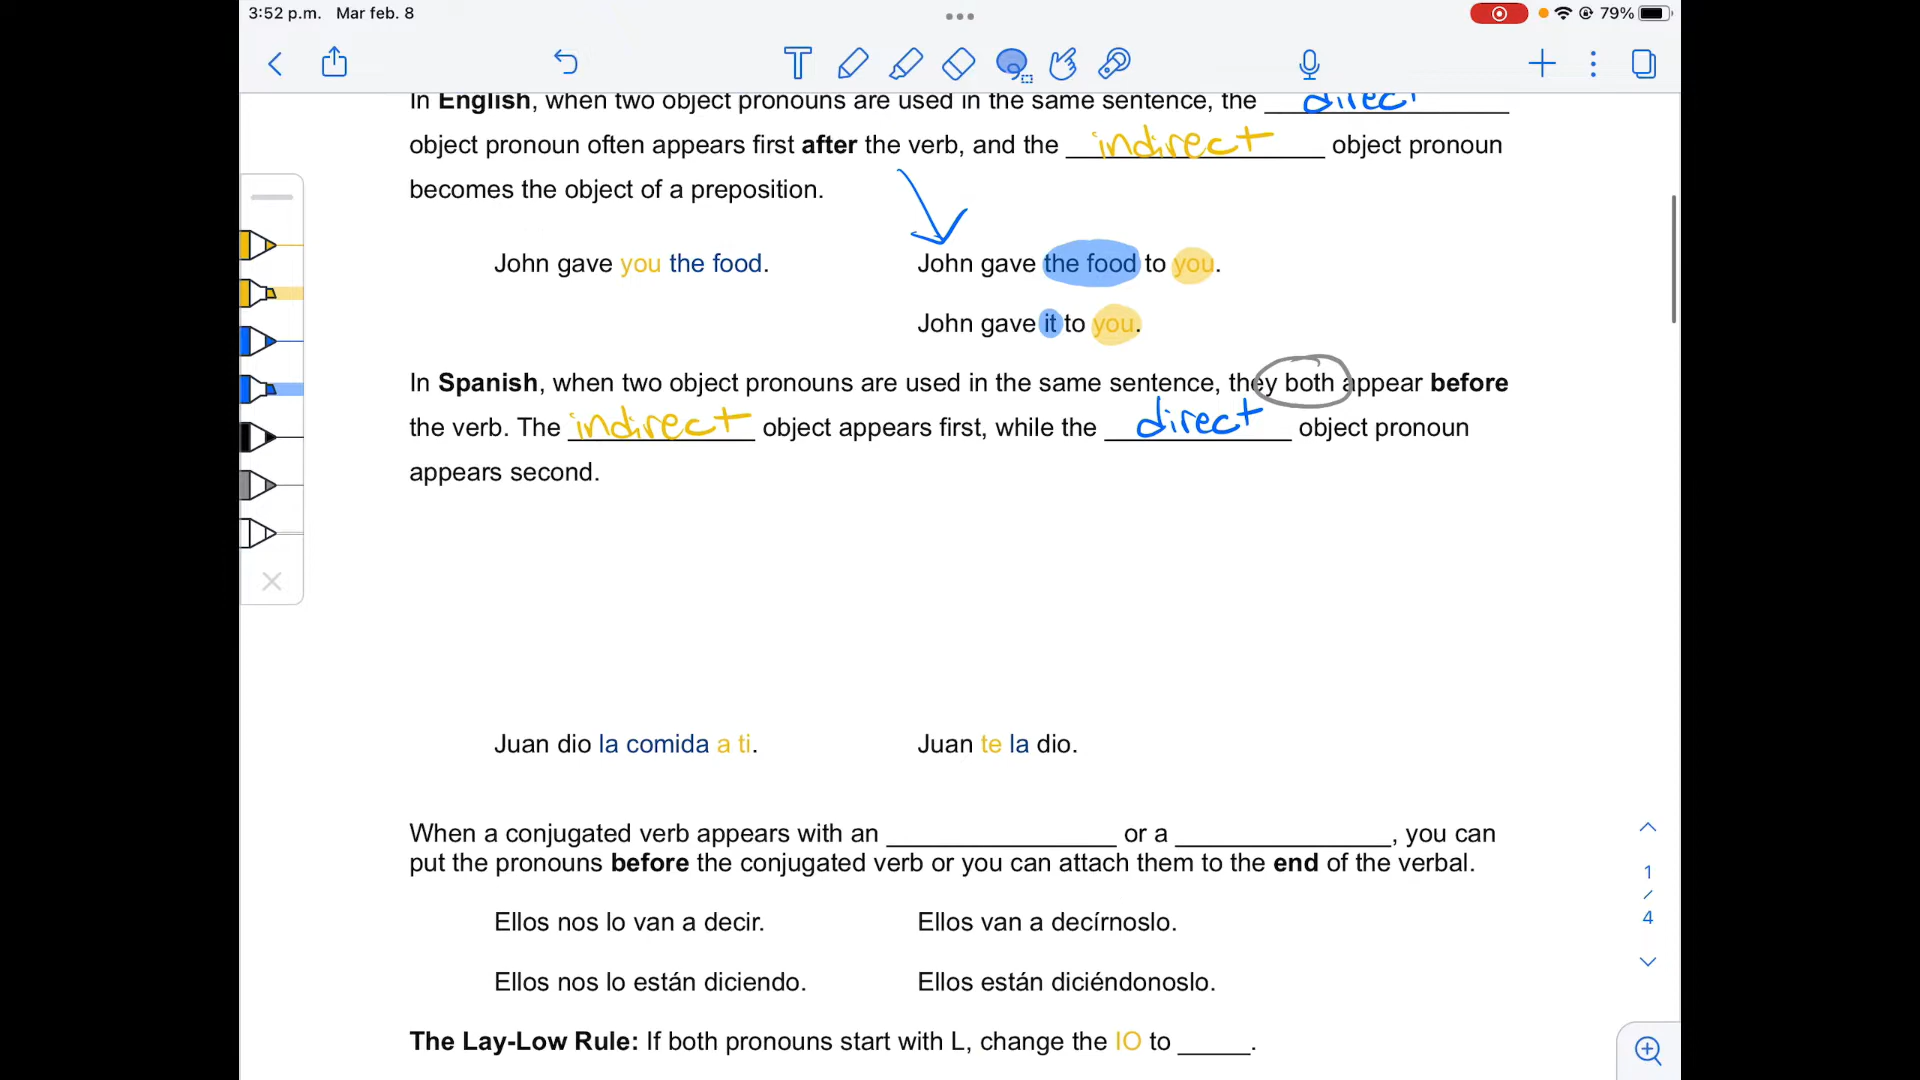 3:52 p.m. Mar feb. 8 79%
In English, when two object pronouns are used in the same sentence, the direct
object pronoun often appears first after the verb, and the indirect object pronoun
becomes the object of a preposition.
John gave you the food. John gave the food to you.
John gave it to you.
In Spanish, when two object pronouns are used in the same sentence, they both appear before
the verb. The indirect object appears first, while the direct object pronoun
appears second.
Juan dio la comida a ti. Juan te la dio.
When a conjugated verb appears with an ________________ or a ________________, you can
put the pronouns before the conjugated verb or you can attach them to the end of the verbal.
Ellos nos lo van a decir. Ellos van a decírnoslo.
Ellos nos lo están diciendo. Ellos están diciéndonoslo.
The Lay-Low Rule: If both pronouns start with L, change the IO to _____.
1
/
4